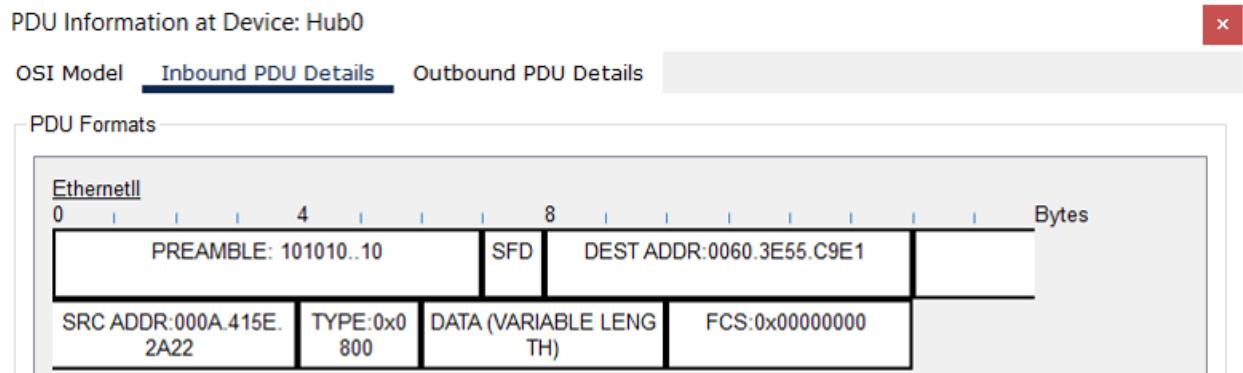 PDU Information at Device: Hub0
×
OSI Model Inbound PDU Details Outbound PDU Details
PDU Formats
EthernetII
0 4 8 Bytes
PREAMBLE: 101010..10 SFD DEST ADDR:0060.3E55.C9E1
SRC ADDR:000A.415E. TYPE:0x0 DATA (VARIABLE LENG FCS:0x00000000
2A22 800 TH)